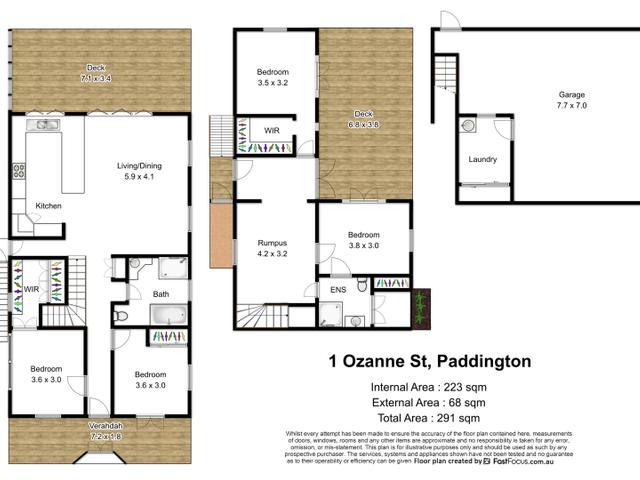 Deck
7.1 x 3.4
Living/Dining
5.9 x 4.1
Kitchen
WIR
Bath
Bedroom
3.6 x 3.0
Bedroom
3.6 x 3.0
Verahdah
7.2 x 1.8
Bedroom
3.5 x 3.2
WIR
Deck
6.8 x 3.8
Rumpus
4.2 x 3.2
Bedroom
3.8 x 3.0
ENS
Garage
7.7 x 7.0
Laundry
1 Ozanne St, Paddington
Internal Area : 223 sqm
External Area : 68 sqm
Total Area : 291 sqm
Whilst every attempt has been made to ensure the accuracy of the floor plan contained here, measurements
of doors, windows, rooms and any other items are approximate and no responsibility is taken for any error,
omission, or mis-statement. This plan is for illustrative purposes only and should be used as such by any
prospective purchaser. The services, systems and appliances shown have not been tested and no guarantee
as to their operability or efficiency can be given. Floor plan created by FastFocus.com.au